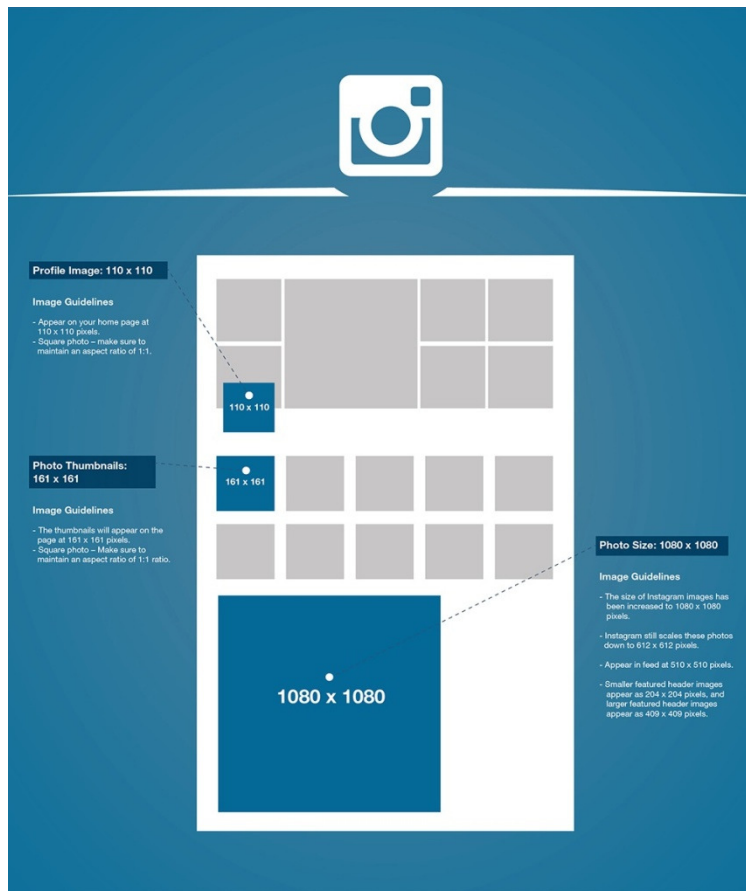 Profile Image: 110 x 110
Image Guidelines
- Appear on your home page at
110 x 110 pixels.
- Square photo – make sure to
maintain an aspect ratio of 1:1.
110 x 110
Photo Thumbnails:
161 x 161
Image Guidelines
- The thumbnails will appear on the
page at 161 x 161 pixels.
- Square photo – Make sure to
maintain an aspect ratio of 1:1 ratio.
161 x 161
Photo Size: 1080 x 1080
Image Guidelines
- The size of Instagram images has
been increased to 1080 x 1080
pixels.
- Instagram still scales these photos
down to 612 x 612 pixels.
- Appear in feed at 510 x 510 pixels.
- Smaller featured header images
appear as 204 x 204 pixels, and
larger featured header images
appear as 409 x 409 pixels.
1080 x 1080